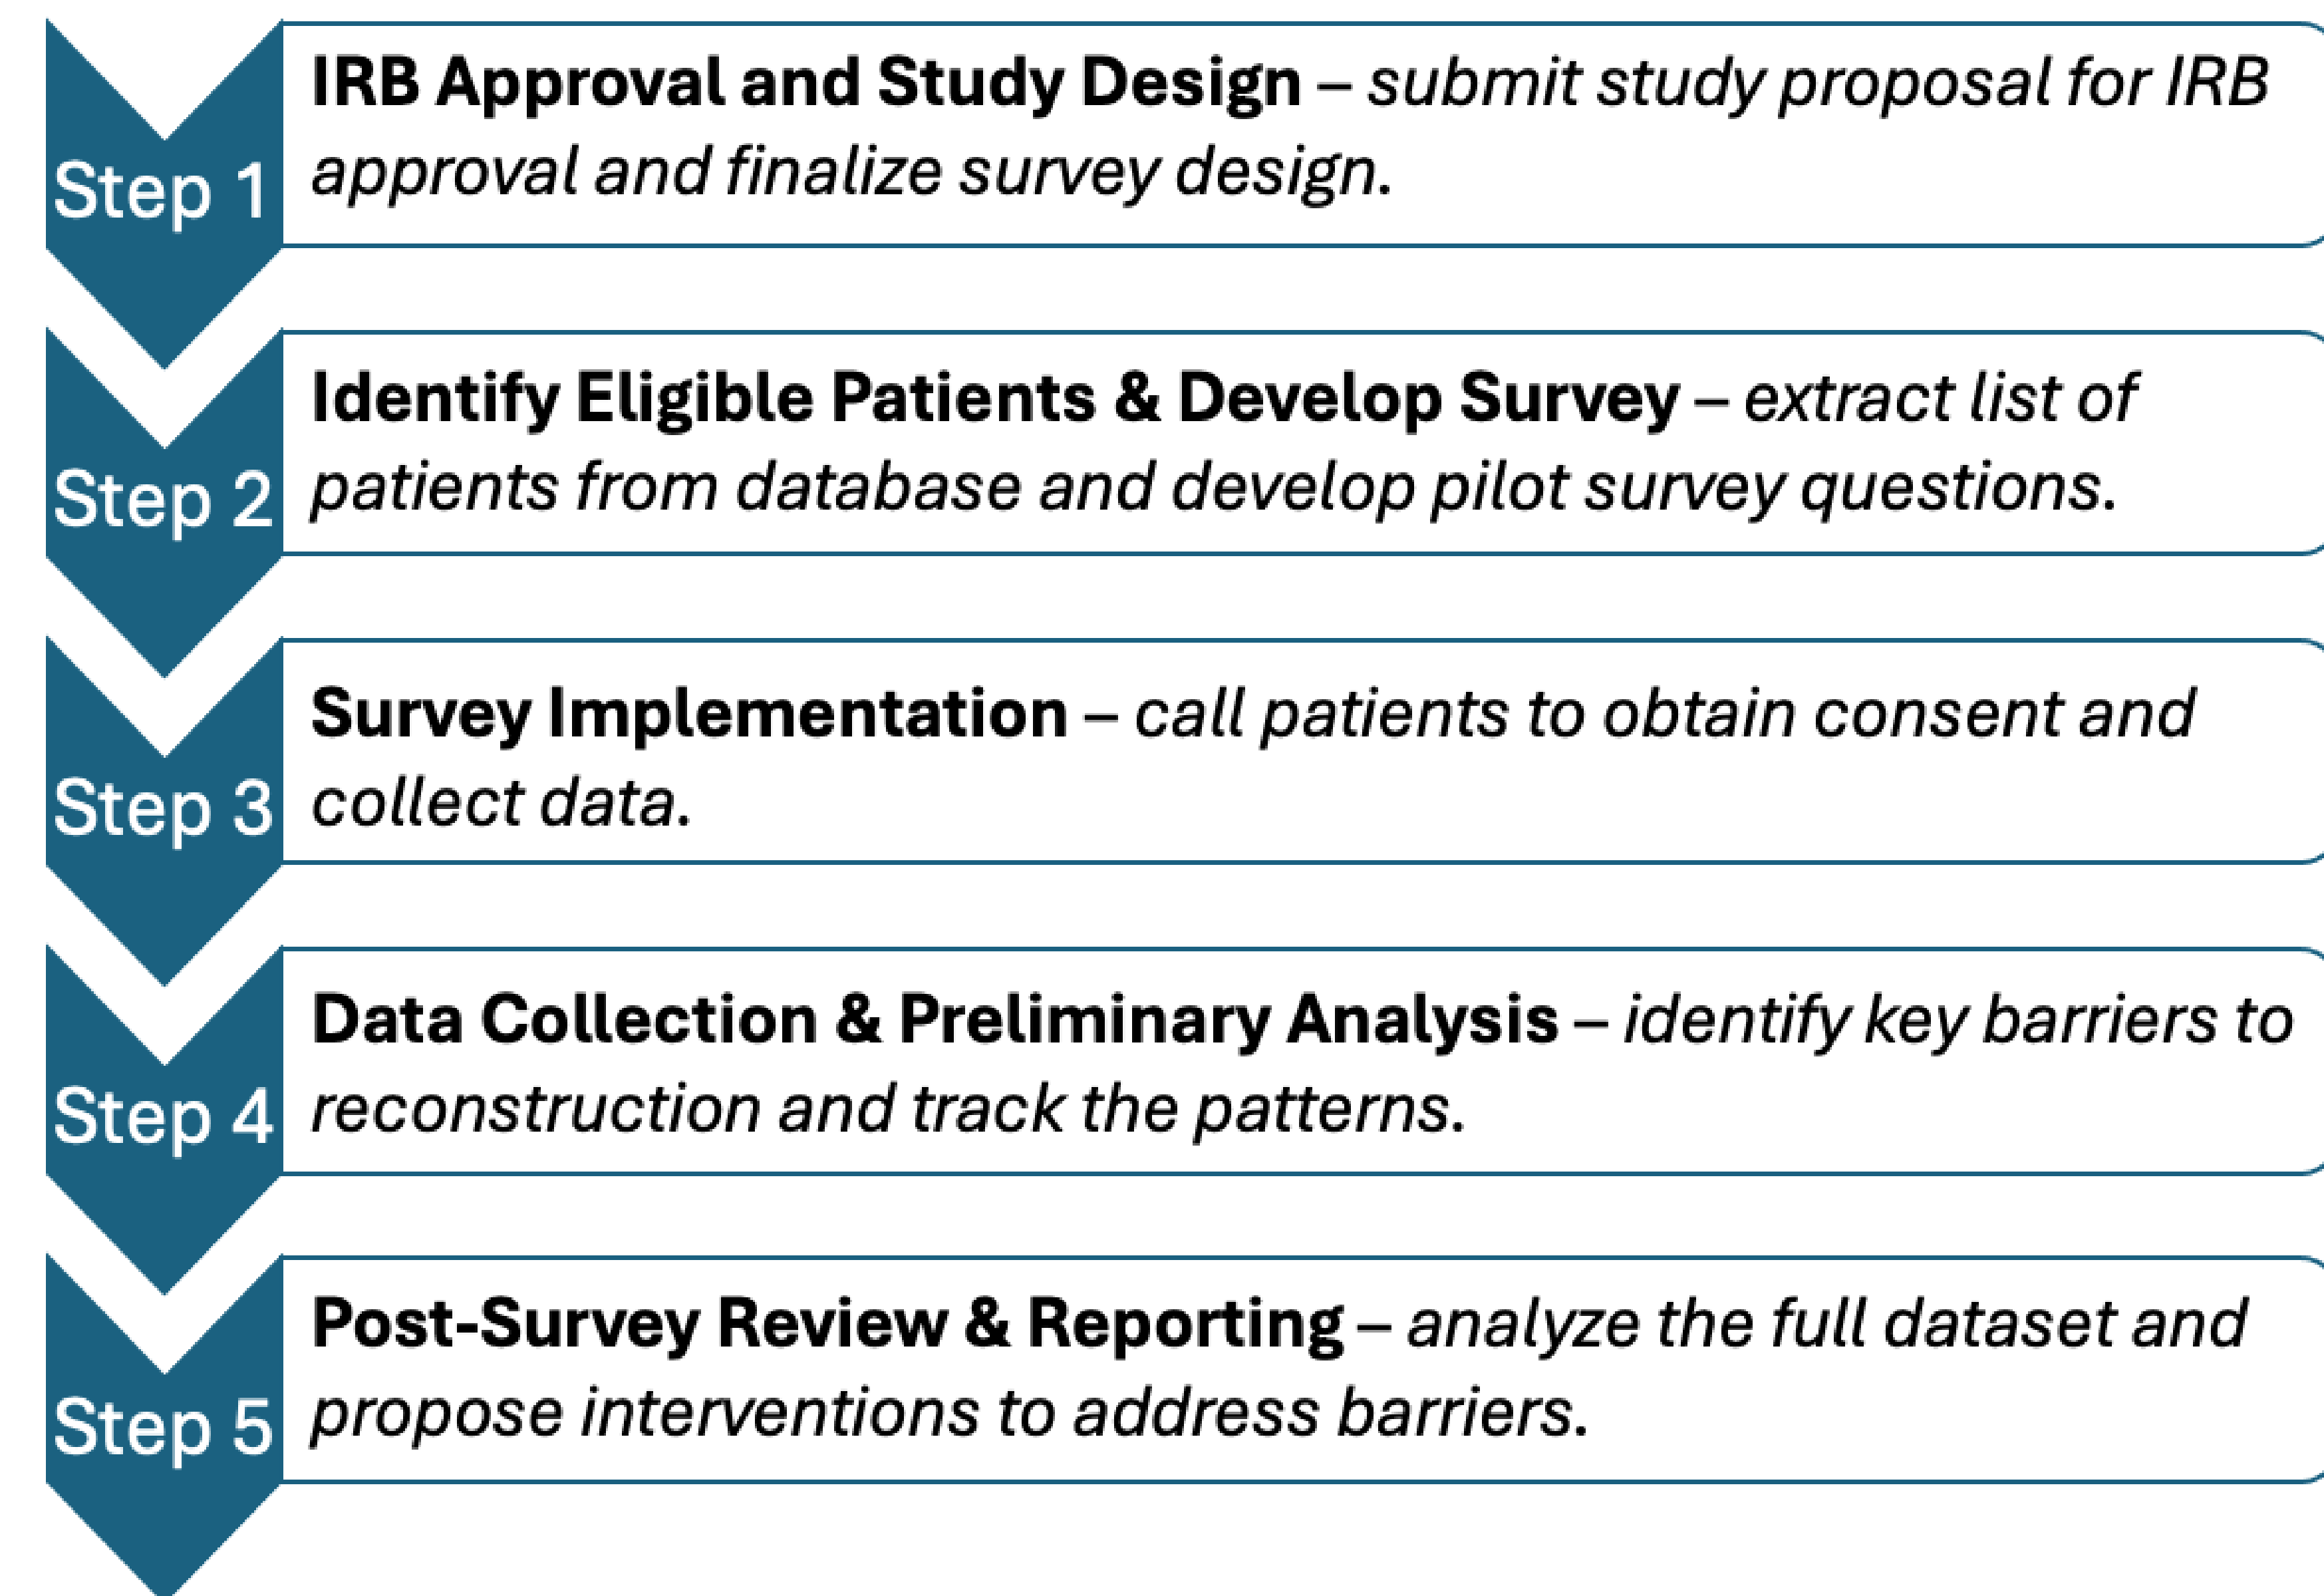 Step 1
IRB Approval and Study Design – submit study proposal for IRB
approval and finalize survey design.
Step 2
Identify Eligible Patients & Develop Survey – extract list of
patients from database and develop pilot survey questions.
Step 3
Survey Implementation – call patients to obtain consent and
collect data.
Step 4
Data Collection & Preliminary Analysis – identify key barriers to
reconstruction and track the patterns.
Step 5
Post-Survey Review & Reporting – analyze the full dataset and
propose interventions to address barriers.